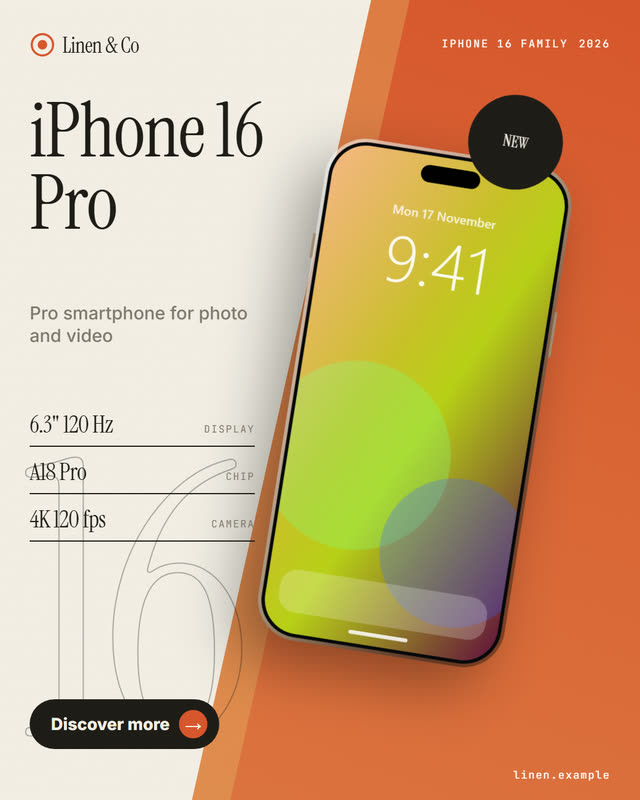 Linen & Co
IPHONE 16 FAMILY 2026
iPhone 16
Pro
NEW
Mon 17 November
9:41
Pro smartphone for photo
and video
6.3" 120 Hz DISPLAY
A18 Pro CHIP
4K 120 fps CAMERA
16
Discover more →
linen.example